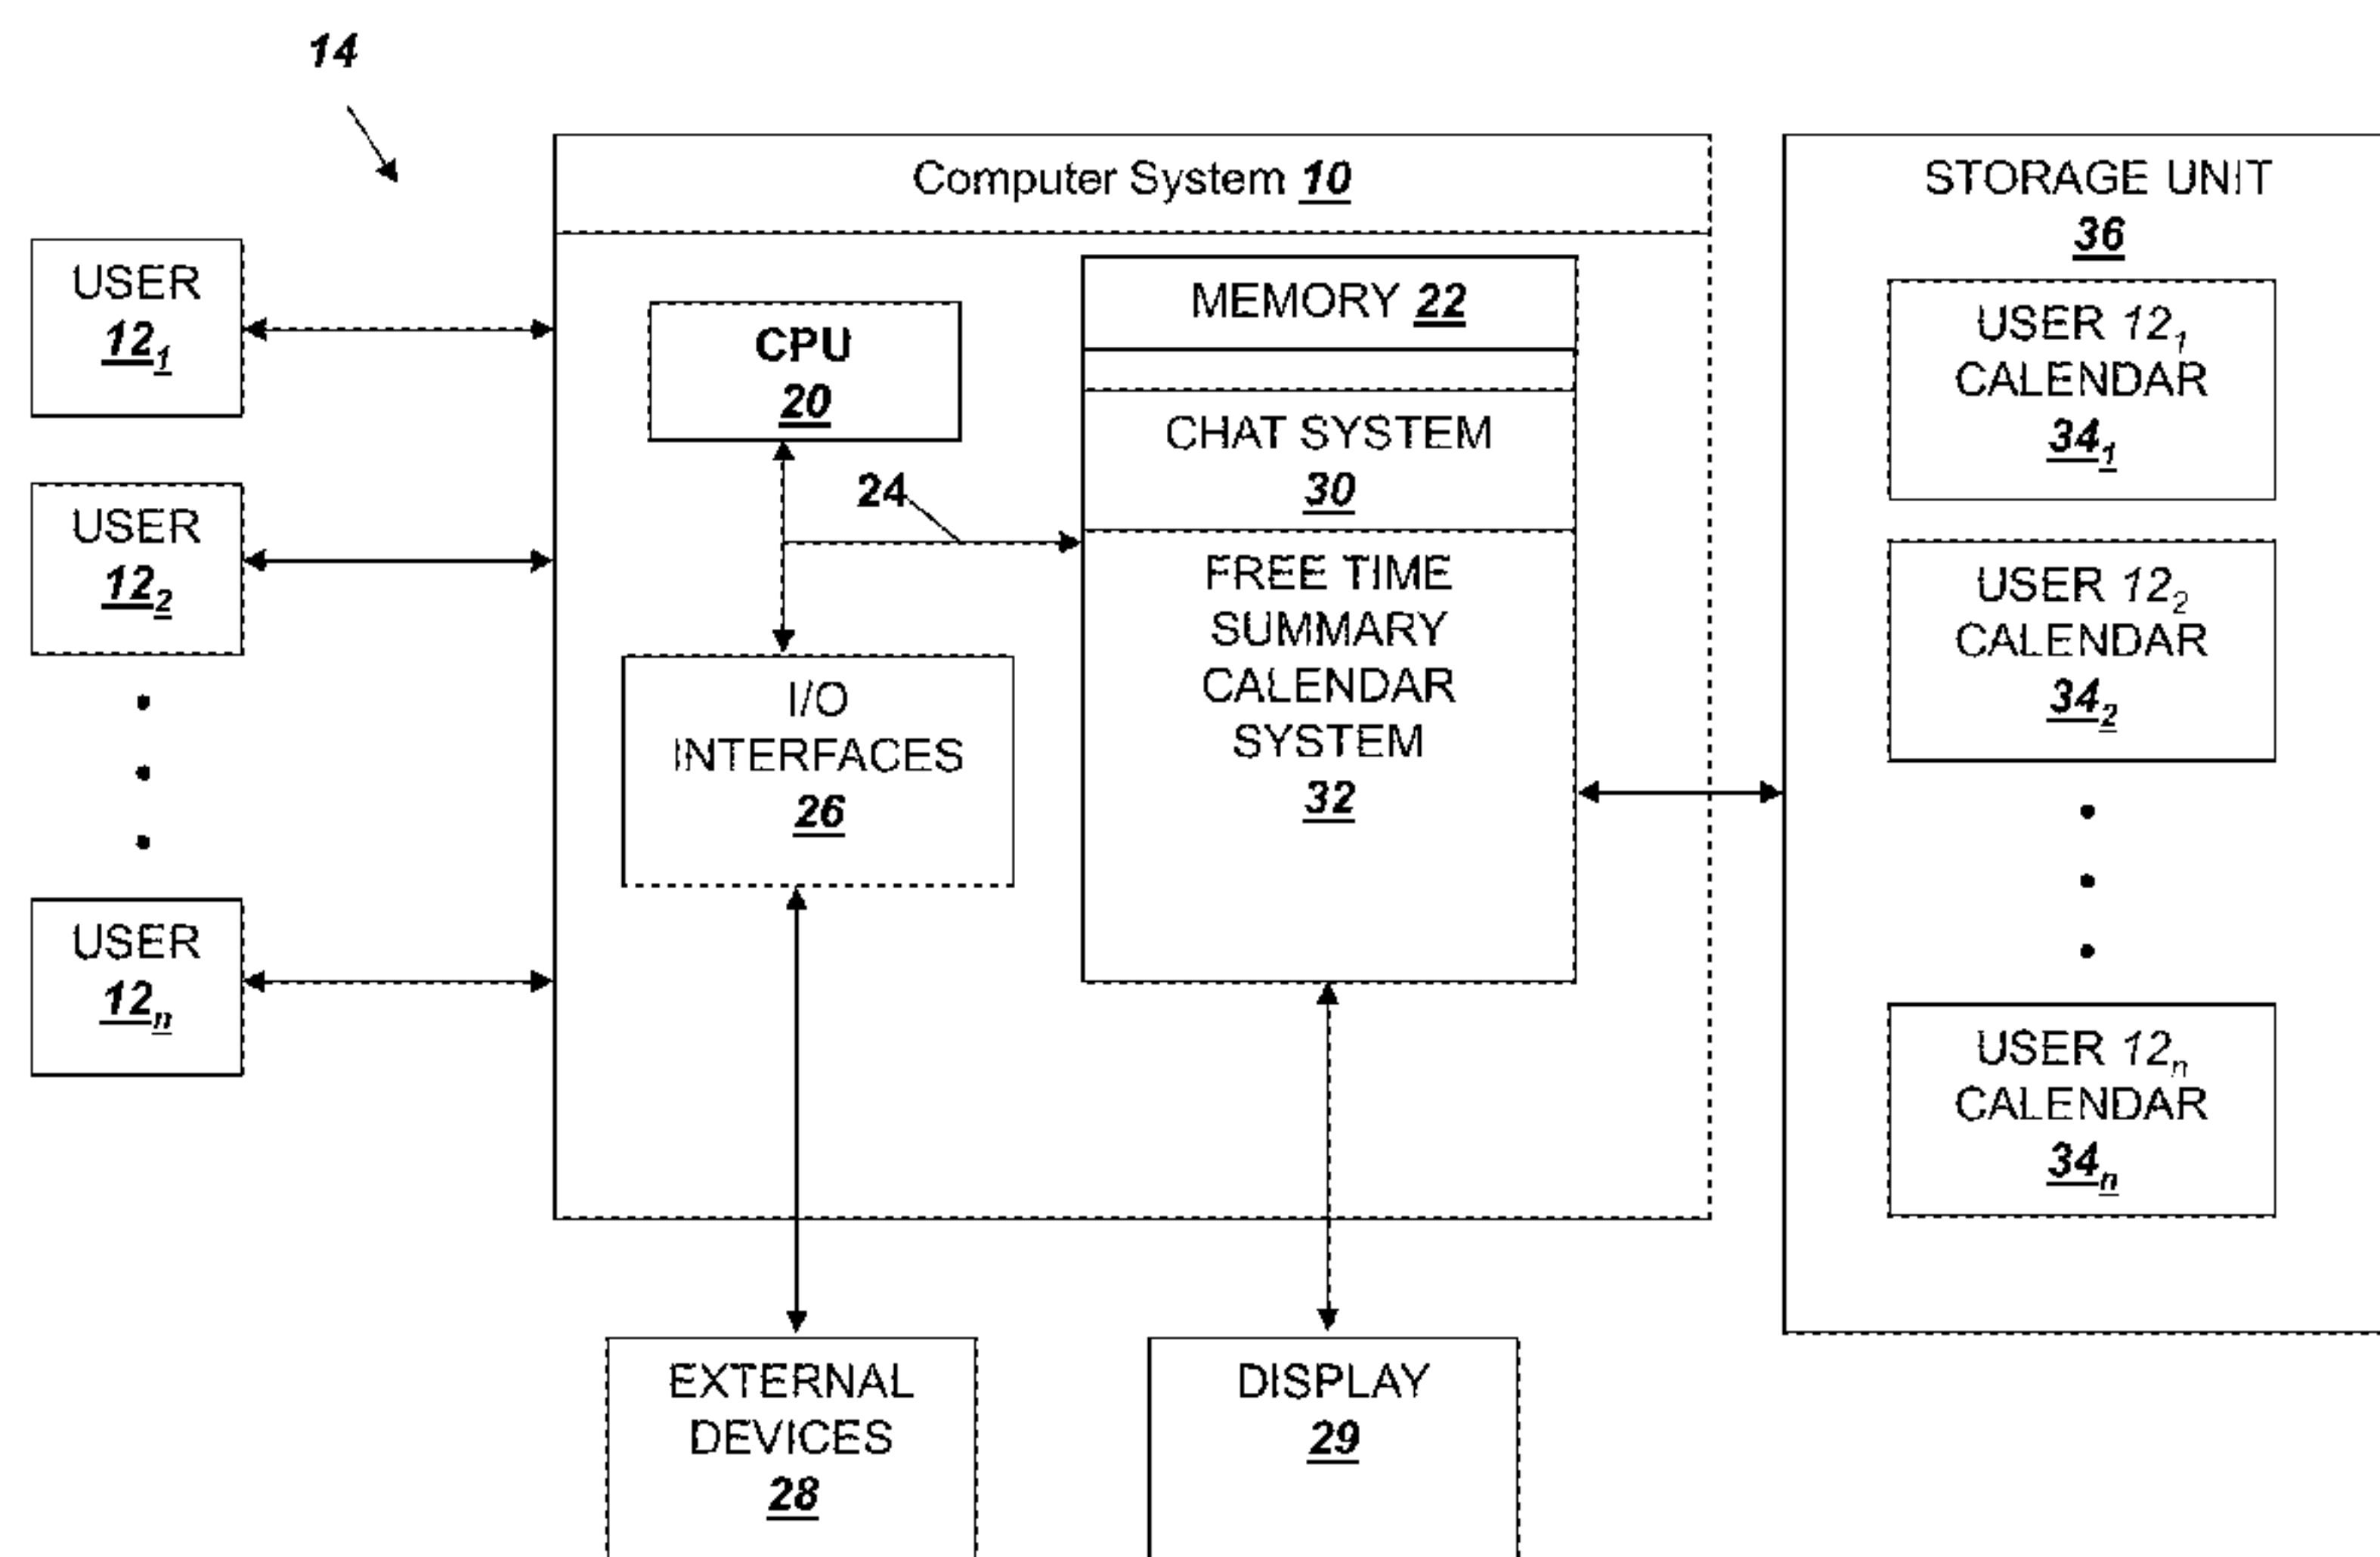 14
Computer System 10
USER
12₁
USER
12₂
USER
12ₙ
CPU
20
24
I/O
INTERFACES
26
MEMORY 22
CHAT SYSTEM
30
FREE TIME
SUMMARY
CALENDAR
SYSTEM
32
STORAGE UNIT
36
USER 12₁
CALENDAR
34₁
USER 12₂
CALENDAR
34₂
USER 12ₙ
CALENDAR
34ₙ
EXTERNAL
DEVICES
28
DISPLAY
29